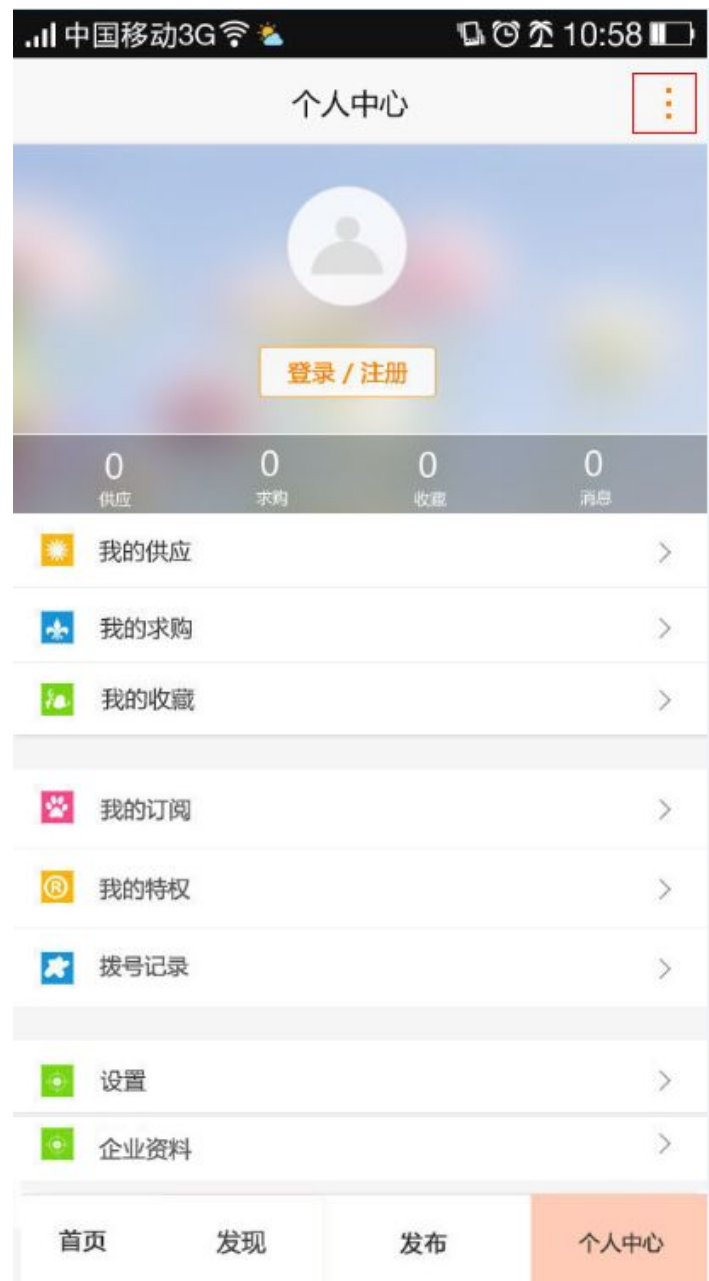 中国移动3G 10:58
个人中心
登录 / 注册
0 0 0 0
供应 求购 收藏 消息
我的供应
我的求购
我的收藏
我的订阅
我的特权
拨号记录
设置
企业资料
首页 发现 发布 个人中心